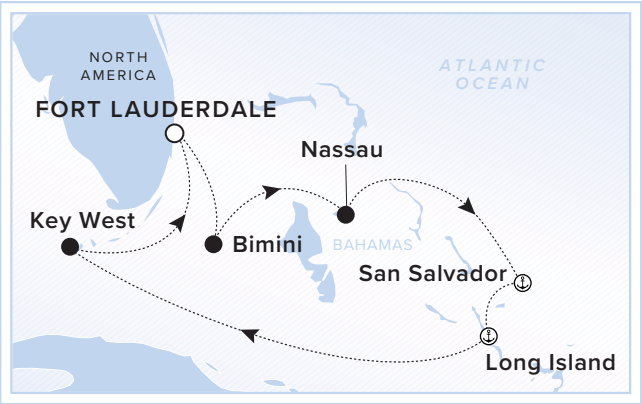 NORTH
AMERICA
ATLANTIC
OCEAN
FORT LAUDERDALE
Nassau
Key West
Bimini
BAHAMAS
San Salvador
Long Island